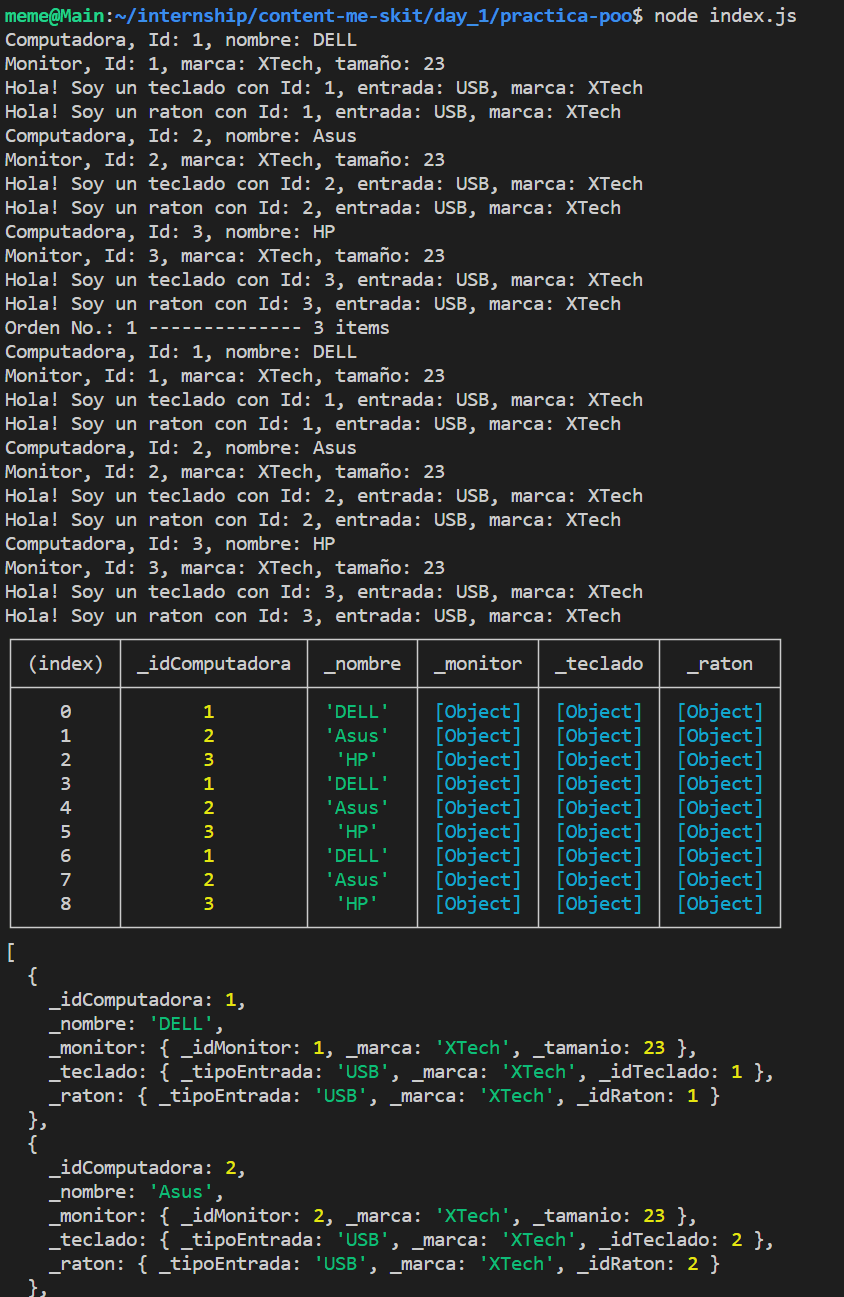 meme@Main:~/internship/content-me-skit/day_1/practica-poo$ node index.js
Computadora, Id: 1, nombre: DELL
Monitor, Id: 1, marca: XTech, tamaño: 23
Hola! Soy un teclado con Id: 1, entrada: USB, marca: XTech
Hola! Soy un raton con Id: 1, entrada: USB, marca: XTech
Computadora, Id: 2, nombre: Asus
Monitor, Id: 2, marca: XTech, tamaño: 23
Hola! Soy un teclado con Id: 2, entrada: USB, marca: XTech
Hola! Soy un raton con Id: 2, entrada: USB, marca: XTech
Computadora, Id: 3, nombre: HP
Monitor, Id: 3, marca: XTech, tamaño: 23
Hola! Soy un teclado con Id: 3, entrada: USB, marca: XTech
Hola! Soy un raton con Id: 3, entrada: USB, marca: XTech
Orden No.: 1 -------------- 3 items
Computadora, Id: 1, nombre: DELL
Monitor, Id: 1, marca: XTech, tamaño: 23
Hola! Soy un teclado con Id: 1, entrada: USB, marca: XTech
Hola! Soy un raton con Id: 1, entrada: USB, marca: XTech
Computadora, Id: 2, nombre: Asus
Monitor, Id: 2, marca: XTech, tamaño: 23
Hola! Soy un teclado con Id: 2, entrada: USB, marca: XTech
Hola! Soy un raton con Id: 2, entrada: USB, marca: XTech
Computadora, Id: 3, nombre: HP
Monitor, Id: 3, marca: XTech, tamaño: 23
Hola! Soy un teclado con Id: 3, entrada: USB, marca: XTech
Hola! Soy un raton con Id: 3, entrada: USB, marca: XTech
(index) _idComputadora _nombre _monitor _teclado _raton
0 1 'DELL' [Object] [Object] [Object]
1 2 'Asus' [Object] [Object] [Object]
2 3 'HP' [Object] [Object] [Object]
3 1 'DELL' [Object] [Object] [Object]
4 2 'Asus' [Object] [Object] [Object]
5 3 'HP' [Object] [Object] [Object]
6 1 'DELL' [Object] [Object] [Object]
7 2 'Asus' [Object] [Object] [Object]
8 3 'HP' [Object] [Object] [Object]
[
  {
    _idComputadora: 1,
    _nombre: 'DELL',
    _monitor: { _idMonitor: 1, _marca: 'XTech', _tamanio: 23 },
    _teclado: { _tipoEntrada: 'USB', _marca: 'XTech', _idTeclado: 1 },
    _raton: { _tipoEntrada: 'USB', _marca: 'XTech', _idRaton: 1 }
  },
  {
    _idComputadora: 2,
    _nombre: 'Asus',
    _monitor: { _idMonitor: 2, _marca: 'XTech', _tamanio: 23 },
    _teclado: { _tipoEntrada: 'USB', _marca: 'XTech', _idTeclado: 2 },
    _raton: { _tipoEntrada: 'USB', _marca: 'XTech', _idRaton: 2 }
  },